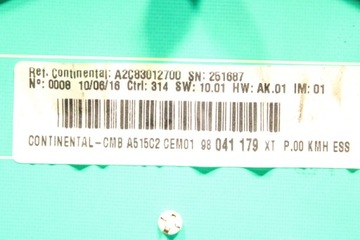 Ref. Continental: A2C83012700 SN: 251687
N°: 0008 10/06/16 Ctrl: 314 SW: 10.01 HW: AK.01 IM: 01
CONTINENTAL-CMB A515C2 CEM01 98 041 179 XT P.00 KMH ESS